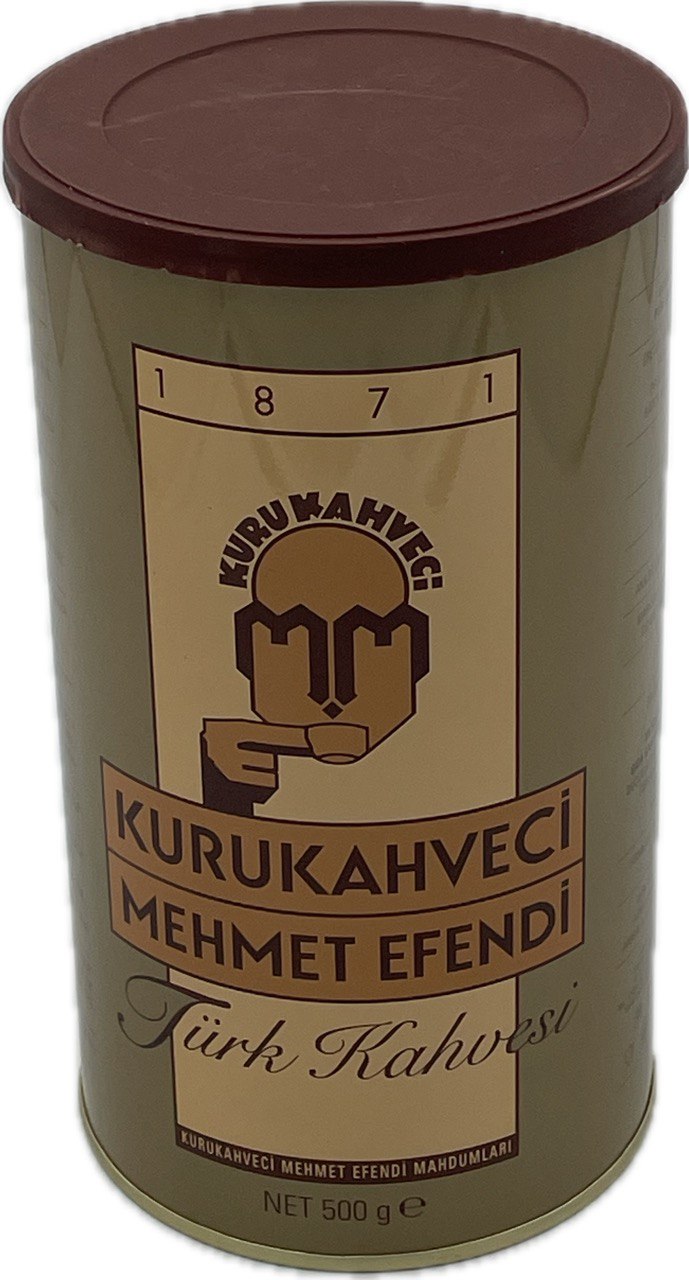 1 8 7 1
KURUKAHVECİ
KURUKAHVECİ
MEHMET EFENDİ
Türk Kahvesi
KURUKAHVECİ MEHMET EFENDİ MAHDUMLARI
NET 500 g ℮